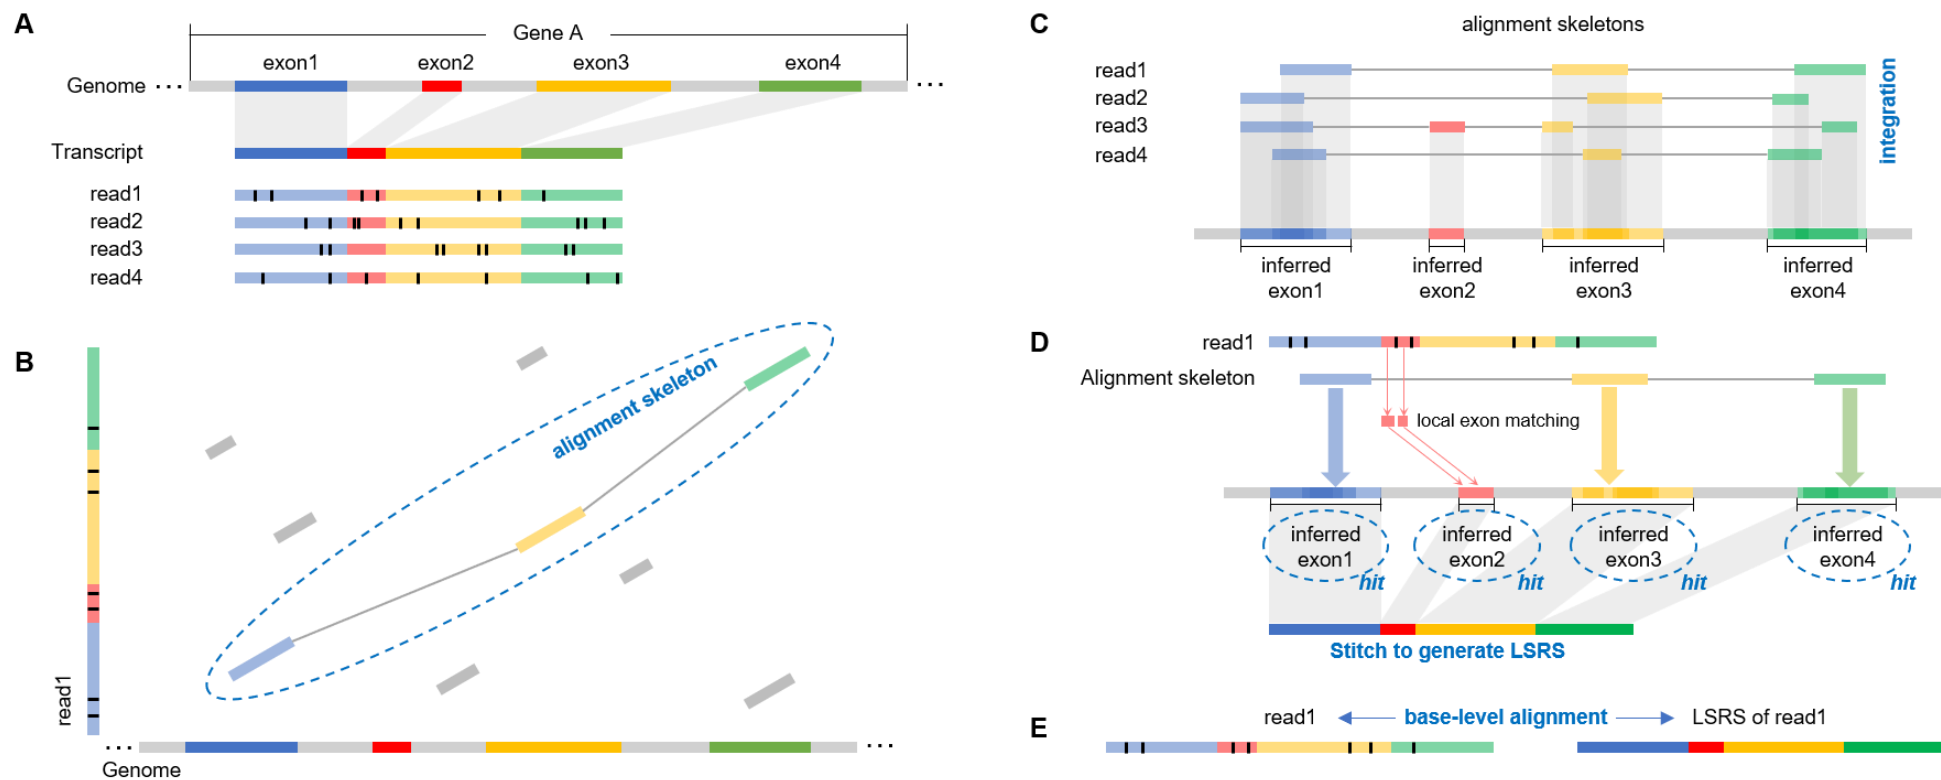 A
Gene A
exon1 exon2 exon3 exon4
Genome ··· ···
Transcript
read1
read2
read3
read4
B
alignment skeleton
read1
··· ···
Genome
C
alignment skeletons
read1
read2
read3
read4
integration
inferred exon1
inferred exon2
inferred exon3
inferred exon4
D
read1
Alignment skeleton
local exon matching
inferred exon1
hit
inferred exon2
hit
inferred exon3
hit
inferred exon4
hit
Stitch to generate LSRS
E
read1 base-level alignment LSRS of read1